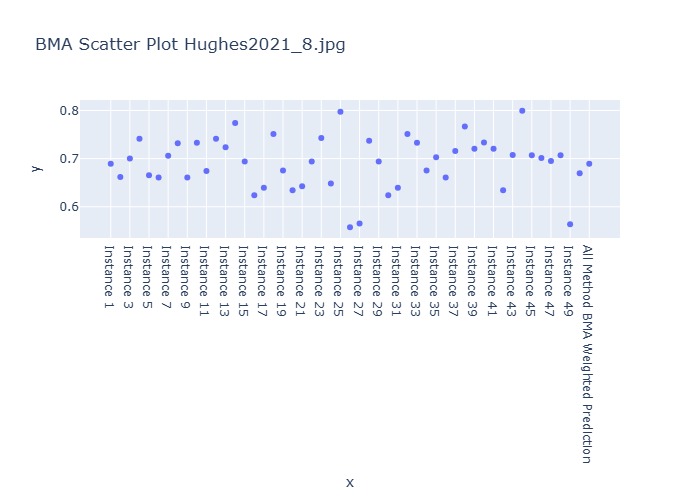 BMA Scatter Plot Hughes2021_8.jpg
0.8
0.7
0.6
y
Instance 1
Instance 3
Instance 5
Instance 7
Instance 9
Instance 11
Instance 13
Instance 15
Instance 17
Instance 19
Instance 21
Instance 23
Instance 25
Instance 27
Instance 29
Instance 31
Instance 33
Instance 35
Instance 37
Instance 39
Instance 41
Instance 43
Instance 45
Instance 47
Instance 49
All Method BMA Weighted Prediction
x